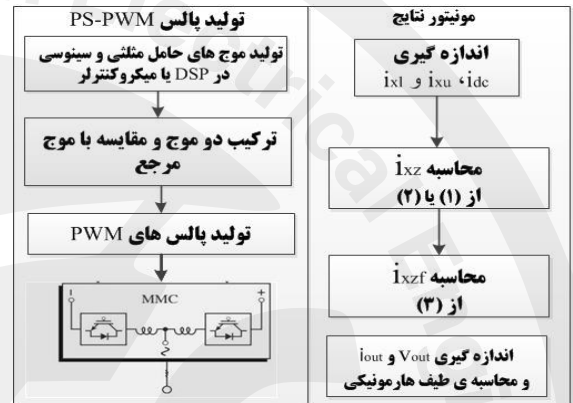 تولید پالس PS-PWM
تولید موج های حامل مثلثی و سینوسی
در DSP یا میکروکنترلر
ترکیب دو موج و مقایسه با موج
مرجع
تولید پالس های PWM
MMC
مونیتور نتایج
اندازه گیری
idc، ixu و ixl
محاسبه ixz
از (۱) یا (۲)
محاسبه ixzf
از (۳)
اندازه گیری Vout و iout
و محاسبه ی طیف هارمونیکی